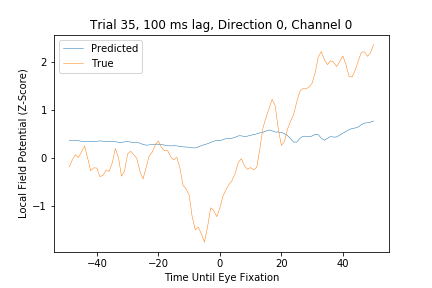 Trial 35, 100 ms lag, Direction 0, Channel 0
Predicted
True
Local Field Potential (Z-Score)
2
1
0
−1
−40
−20
0
20
40
Time Until Eye Fixation